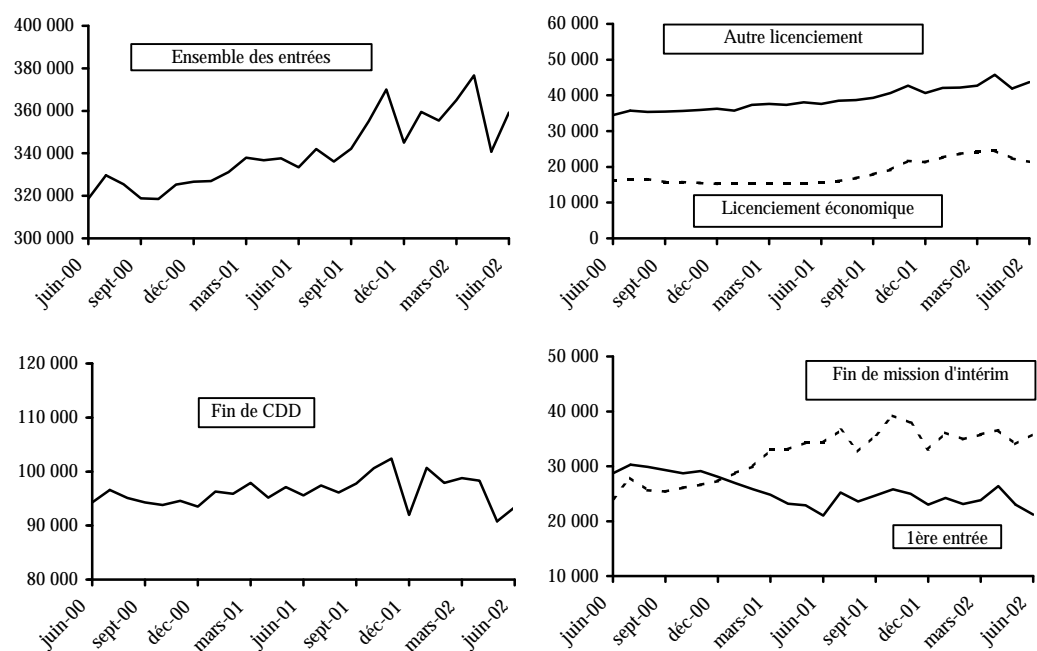 400 000
380 000
360 000
340 000
320 000
300 000
Ensemble des entrées
juin-00
sept-00
déc-00
mars-01
juin-01
sept-01
déc-01
mars-02
juin-02
60 000
50 000
40 000
30 000
20 000
10 000
0
Autre licenciement
Licenciement économique
juin-00
sept-00
déc-00
mars-01
juin-01
sept-01
déc-01
mars-02
juin-02
120 000
110 000
100 000
90 000
80 000
Fin de CDD
juin-00
sept-00
déc-00
mars-01
juin-01
sept-01
déc-01
mars-02
juin-02
50 000
40 000
30 000
20 000
10 000
Fin de mission d'intérim
1ère entrée
juin-00
sept-00
déc-00
mars-01
juin-01
sept-01
déc-01
mars-02
juin-02